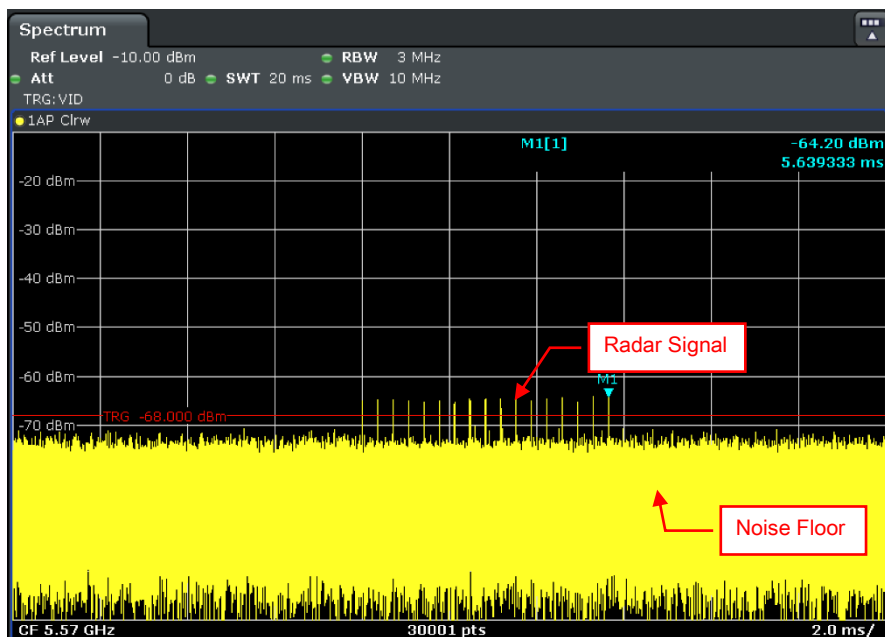 Spectrum
Ref Level -10.00 dBm RBW 3 MHz
Att 0 dB SWT 20 ms VBW 10 MHz
TRG:VID
1AP Clrw
M1[1] -64.20 dBm
5.639333 ms
-20 dBm
-30 dBm
-40 dBm
-50 dBm
Radar Signal
-60 dBm
M1
TRG -68.000 dBm
-70 dBm
Noise Floor
CF 5.57 GHz 30001 pts 2.0 ms/